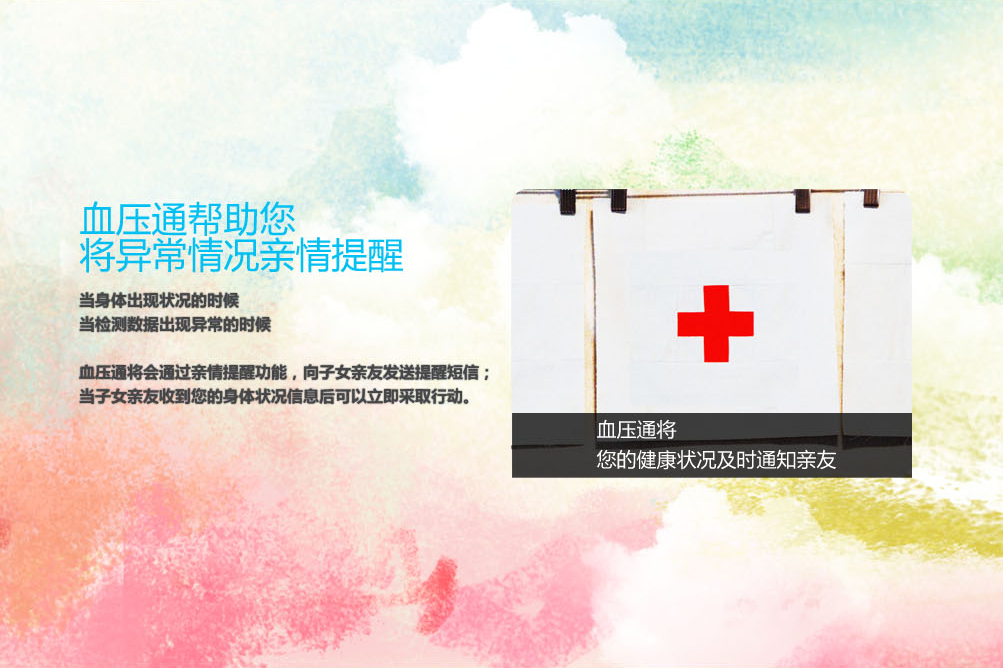 血压通帮助您
将异常情况亲情提醒
当身体出现状况的时候
当检测数据出现异常的时候
血压通将会通过亲情提醒功能，向子女亲友发送提醒短信；
当子女亲友收到您的身体状况信息后可以立即采取行动。
血压通将
您的健康状况及时通知亲友